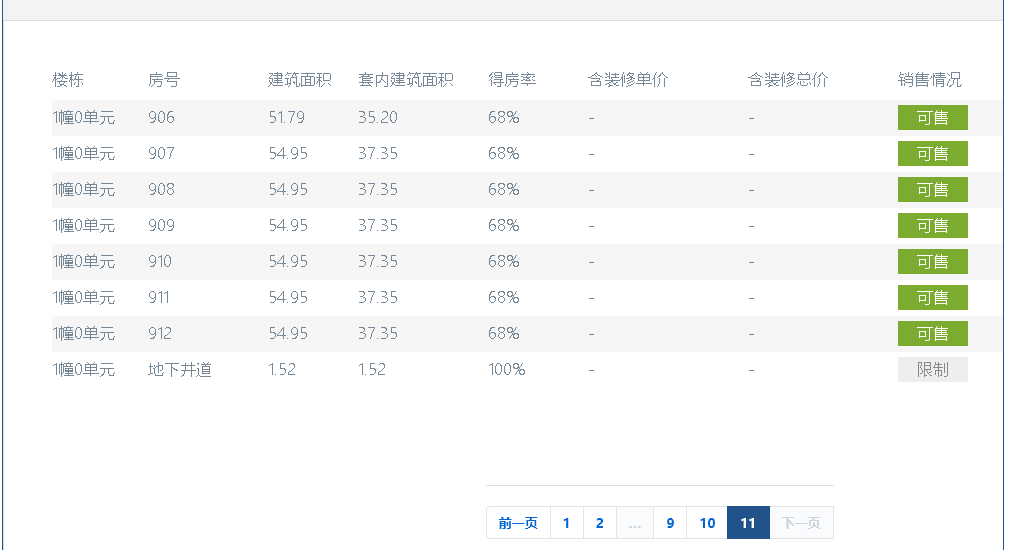 楼栋 房号 建筑面积 套内建筑面积 得房率 含装修单价 含装修总价 销售情况
1幢0单元 906 51.79 35.20 68% - - 可售
1幢0单元 907 54.95 37.35 68% - - 可售
1幢0单元 908 54.95 37.35 68% - - 可售
1幢0单元 909 54.95 37.35 68% - - 可售
1幢0单元 910 54.95 37.35 68% - - 可售
1幢0单元 911 54.95 37.35 68% - - 可售
1幢0单元 912 54.95 37.35 68% - - 可售
1幢0单元 地下井道 1.52 1.52 100% - - 限制
前一页 1 2 ... 9 10 11 下一页